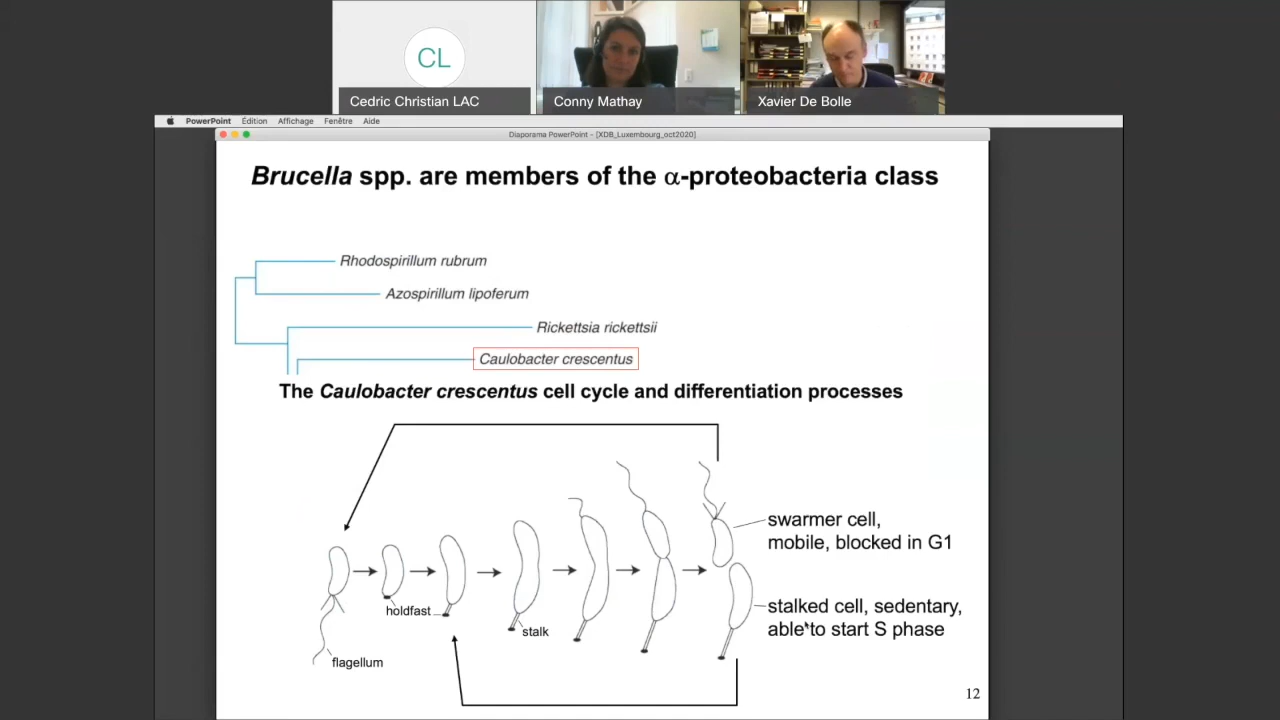 CL
Cedric Christian LAC
Conny Mathay
Xavier De Bolle
PowerPoint Édition Affichage Fenêtre Aide
Diaporama PowerPoint - [XDB_Luxembourg_oct2020]
Brucella spp. are members of the α-proteobacteria class
Rhodospirillum rubrum
Azospirillum lipoferum
Rickettsia rickettsii
Caulobacter crescentus
The Caulobacter crescentus cell cycle and differentiation processes
swarmer cell,
mobile, blocked in G1
holdfast
stalked cell, sedentary,
able to start S phase
stalk
flagellum
12